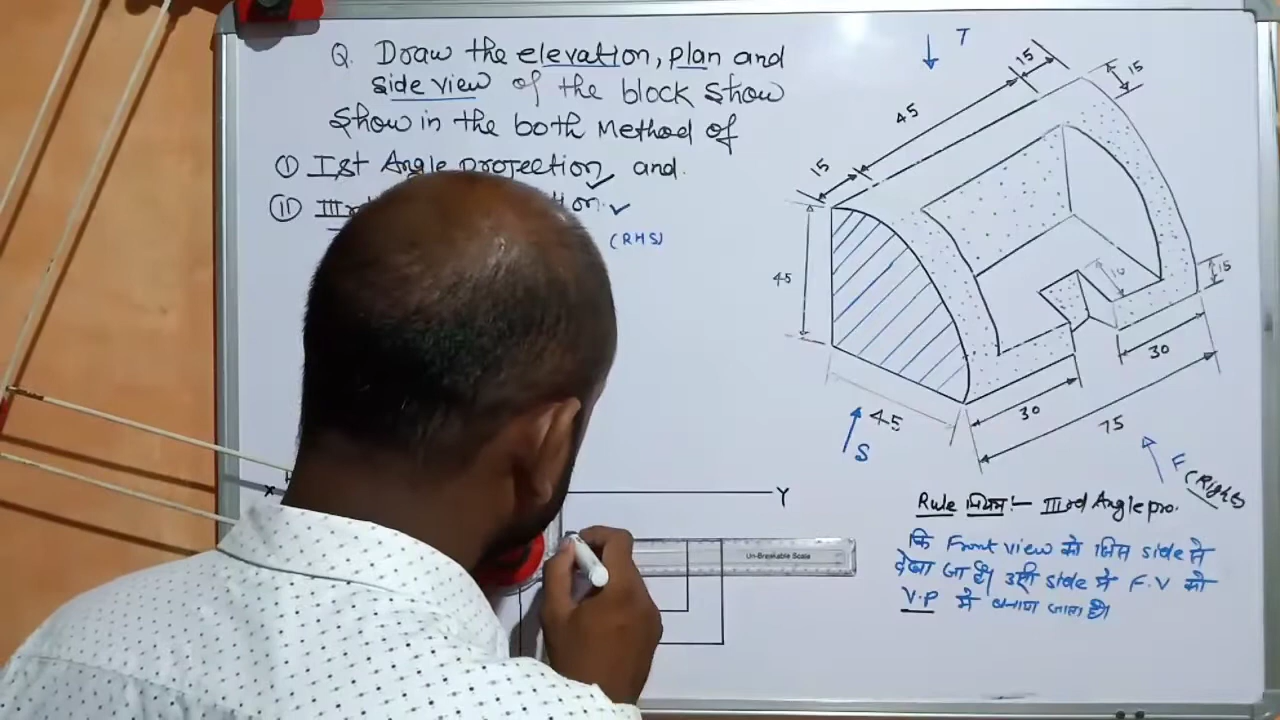 Q. Draw the elevation, plan and
side view of the block show
show in the both Method of
(I) Ist Angle projection and.
(II) IIIrd
(RHS)
T
15
15
45
15
45
10
15
30
30
75
45
S
F (Right)
X
Y
Un-Breakable Scale
Rule नियम:- IIIrd Angle pro.
कि Front view को जिस side से
देखा जाता है। उसी side में F.V को
V.P में बनाया जाता है।